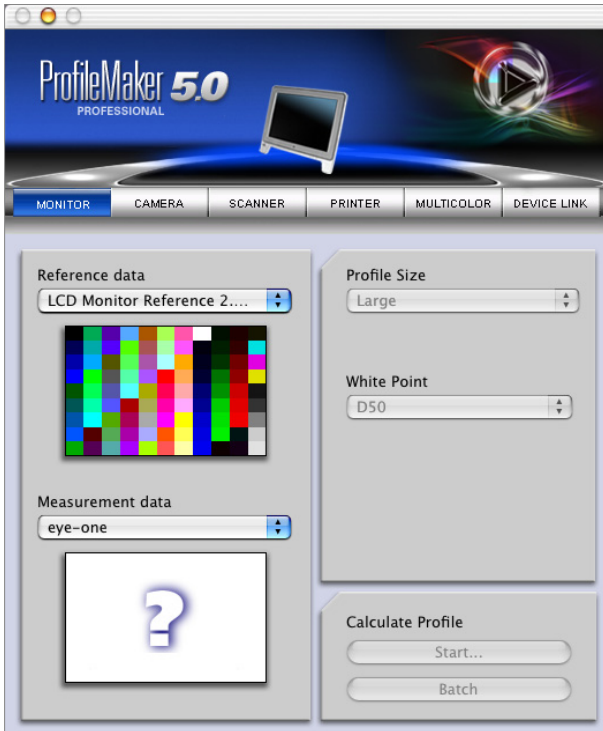 ProfileMaker 5.0
PROFESSIONAL
MONITOR CAMERA SCANNER PRINTER MULTICOLOR DEVICE LINK
Reference data
LCD Monitor Reference 2....
Measurement data
eye-one
?
Profile Size
Large
White Point
D50
Calculate Profile
Start...
Batch